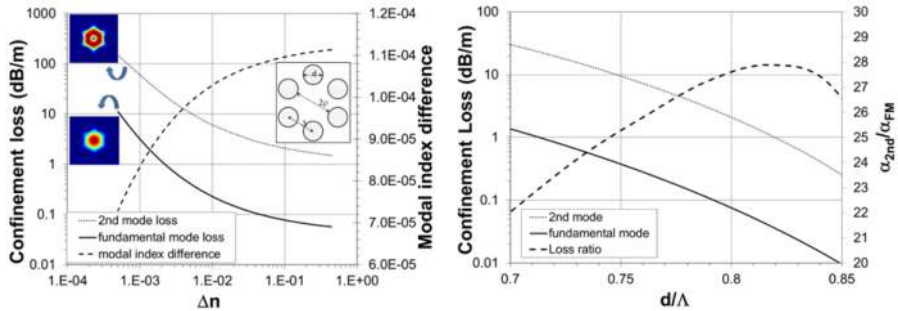 1000
100
10
1
0.1
0.01
Confinement loss (dB/m)
1.2E-04
1.1E-04
1.0E-04
9.0E-05
8.0E-05
7.0E-05
6.0E-05
Modal index difference
d
Λ
2nd mode loss
fundamental mode loss
modal index difference
1.E-04
1.E-03
1.E-02
1.E-01
1.E+00
Δn
100
10
1
0.1
0.01
Confinement Loss (dB/m)
30
29
28
27
26
25
24
23
22
21
20
α2nd/αFM
2nd mode
fundamental mode
Loss ratio
0.7
0.75
0.8
0.85
d/Λ